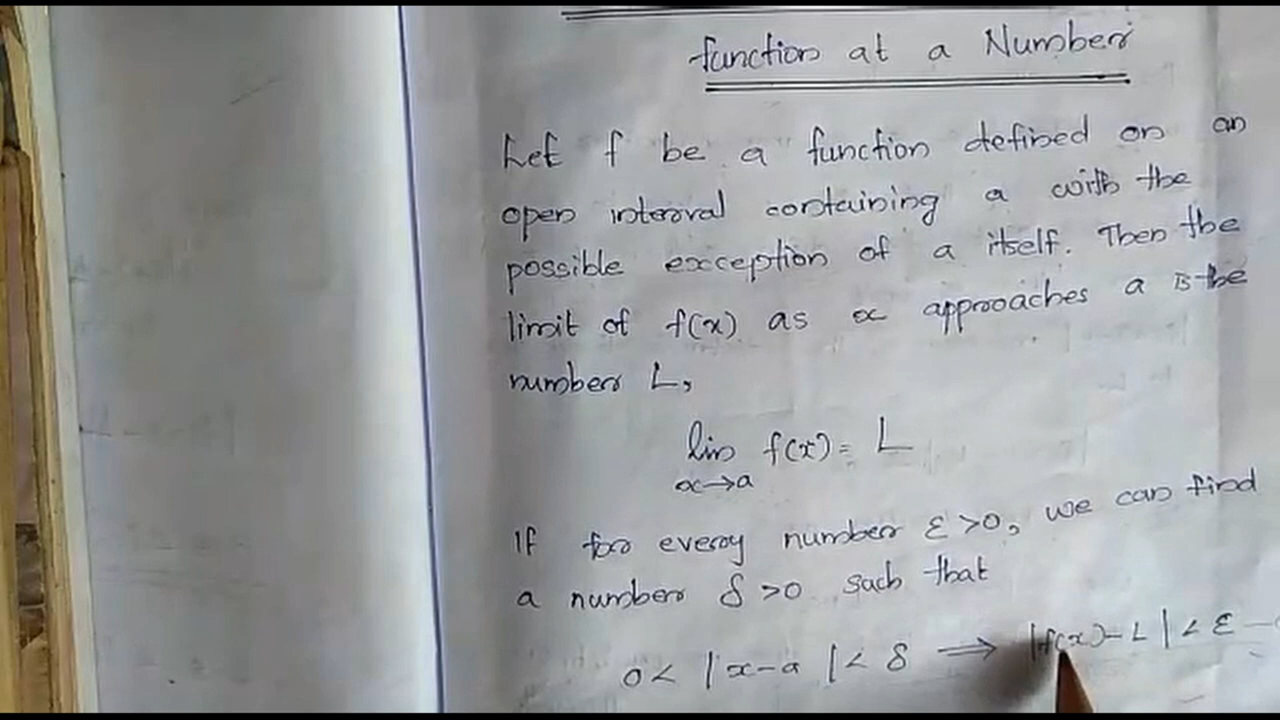 function at a Number
Let f be a function defined on an
open interval containing a with the
possible exception of a itself. Then the
limit of f(x) as x approaches a is the
number L,
lim f(x) = L
x→a
If for every number ε>0, we can find
a number δ>0 such that
0< |x-a|<δ ⟹ |f(x)-L|<ε